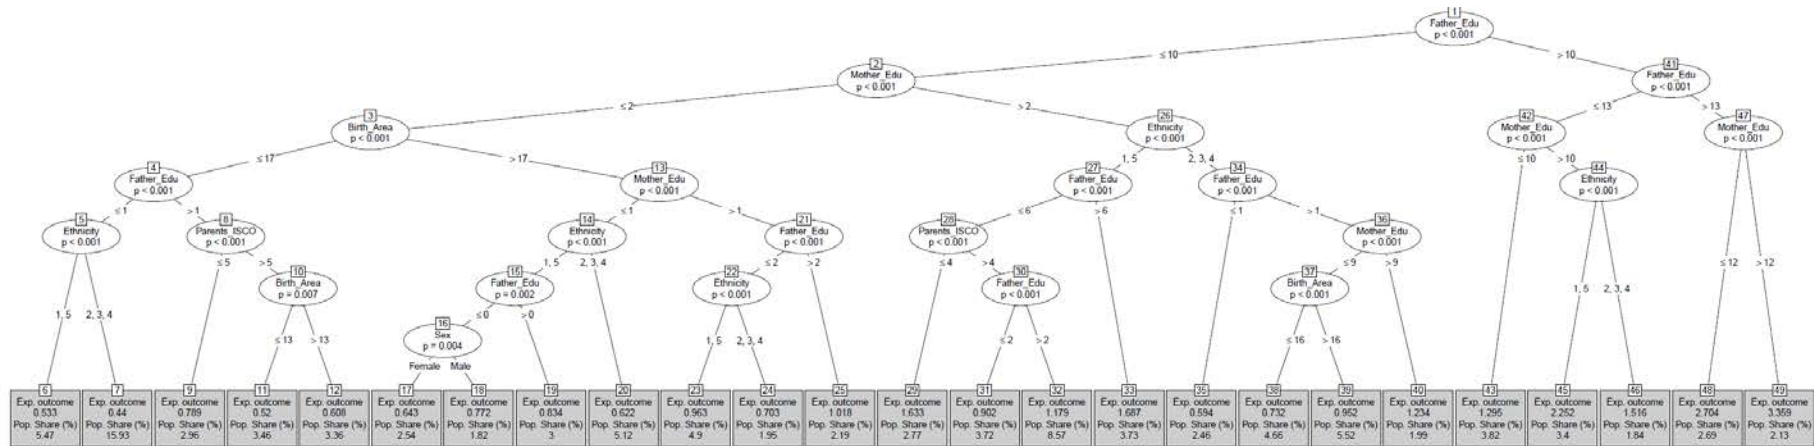 1
Father_Edu
p < 0.001
≤ 10
> 10
2
Mother_Edu
p < 0.001
41
Father_Edu
p < 0.001
≤ 2
> 2
≤ 13
> 13
3
Birth_Area
p < 0.001
26
Ethnicity
p < 0.001
42
Mother_Edu
p < 0.001
47
Mother_Edu
p < 0.001
≤ 17
> 17
1, 5
2, 3, 4
≤ 10
> 10
4
Father_Edu
p < 0.001
13
Mother_Edu
p < 0.001
27
Father_Edu
p < 0.001
34
Father_Edu
p < 0.001
44
Ethnicity
p < 0.001
≤ 1
> 1
≤ 1
> 1
≤ 6
> 6
≤ 1
> 1
5
Ethnicity
p < 0.001
8
Parents_ISCO
p < 0.001
14
Ethnicity
p < 0.001
21
Father_Edu
p < 0.001
28
Parents_ISCO
p < 0.001
36
Mother_Edu
p < 0.001
≤ 5
> 5
1, 5
2, 3, 4
≤ 2
> 2
≤ 4
> 4
≤ 9
> 9
≤ 12
> 12
10
Birth_Area
p = 0.007
15
Father_Edu
p = 0.002
22
Ethnicity
p < 0.001
30
Father_Edu
p < 0.001
37
Birth_Area
p < 0.001
1, 5
2, 3, 4
1, 5
2, 3, 4
≤ 0
> 0
16
Sex
p = 0.004
≤ 13
> 13
1, 5
2, 3, 4
≤ 2
> 2
≤ 16
> 16
Female
Male
6
Exp. outcome
0.533
Pop. Share (%)
5.47
7
Exp. outcome
0.44
Pop. Share (%)
15.93
9
Exp. outcome
0.789
Pop. Share (%)
2.96
11
Exp. outcome
0.52
Pop. Share (%)
3.46
12
Exp. outcome
0.608
Pop. Share (%)
3.36
17
Exp. outcome
0.643
Pop. Share (%)
2.54
18
Exp. outcome
0.772
Pop. Share (%)
1.82
19
Exp. outcome
0.834
Pop. Share (%)
3
20
Exp. outcome
0.622
Pop. Share (%)
5.12
23
Exp. outcome
0.963
Pop. Share (%)
4.9
24
Exp. outcome
0.703
Pop. Share (%)
1.95
25
Exp. outcome
1.018
Pop. Share (%)
2.19
29
Exp. outcome
1.633
Pop. Share (%)
2.77
31
Exp. outcome
0.902
Pop. Share (%)
3.72
32
Exp. outcome
1.179
Pop. Share (%)
8.57
33
Exp. outcome
1.687
Pop. Share (%)
3.73
35
Exp. outcome
0.594
Pop. Share (%)
2.46
38
Exp. outcome
0.732
Pop. Share (%)
4.66
39
Exp. outcome
0.952
Pop. Share (%)
5.52
40
Exp. outcome
1.234
Pop. Share (%)
1.99
43
Exp. outcome
1.295
Pop. Share (%)
3.82
45
Exp. outcome
2.252
Pop. Share (%)
3.4
46
Exp. outcome
1.516
Pop. Share (%)
1.84
48
Exp. outcome
2.704
Pop. Share (%)
2.69
49
Exp. outcome
3.359
Pop. Share (%)
2.13